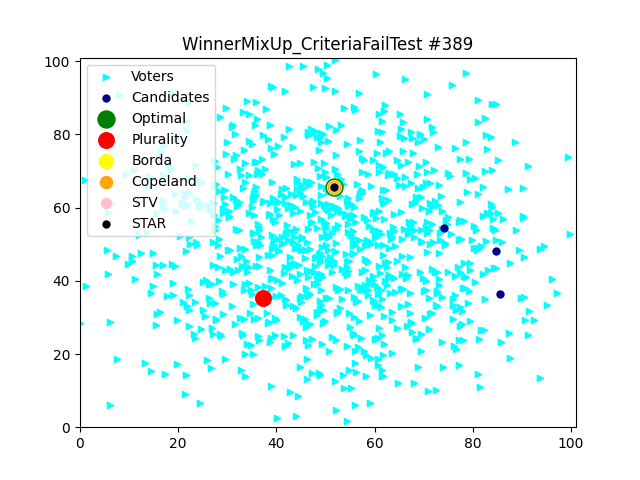 WinnerMixUp_CriteriaFailTest #389
100
80
60
40
20
0
0
20
40
60
80
100
Voters
Candidates
Optimal
Plurality
Borda
Copeland
STV
STAR